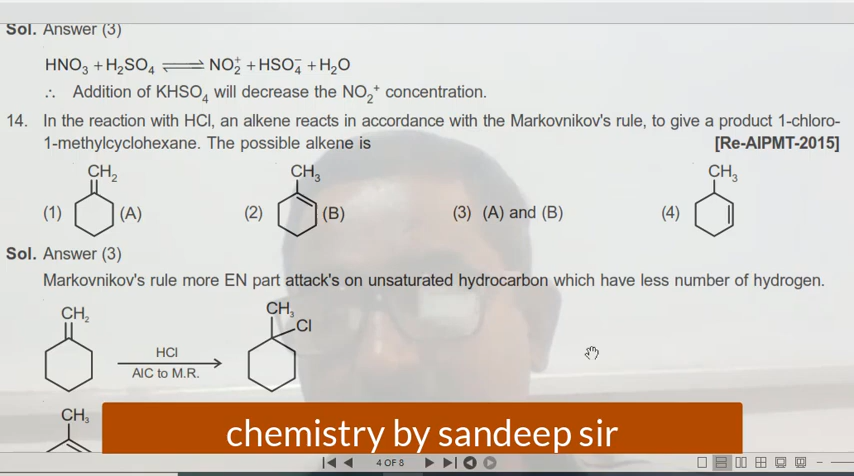 Sol. Answer (3)
HNO₃ + H₂SO₄ ⇌ NO₂⁺ + HSO₄⁻ + H₂O
∴ Addition of KHSO₄ will decrease the NO₂⁺ concentration.
14. In the reaction with HCl, an alkene reacts in accordance with the Markovnikov's rule, to give a product 1-chloro-
1-methylcyclohexane. The possible alkene is [Re-AIPMT-2015]
CH₂ CH₃ CH₃
(1) (A) (2) (B) (3) (A) and (B) (4)
Sol. Answer (3)
Markovnikov's rule more EN part attack's on unsaturated hydrocarbon which have less number of hydrogen.
CH₂ CH₃
Cl
HCl
AlC to M.R.
CH₃
chemistry by sandeep sir
4 OF 8